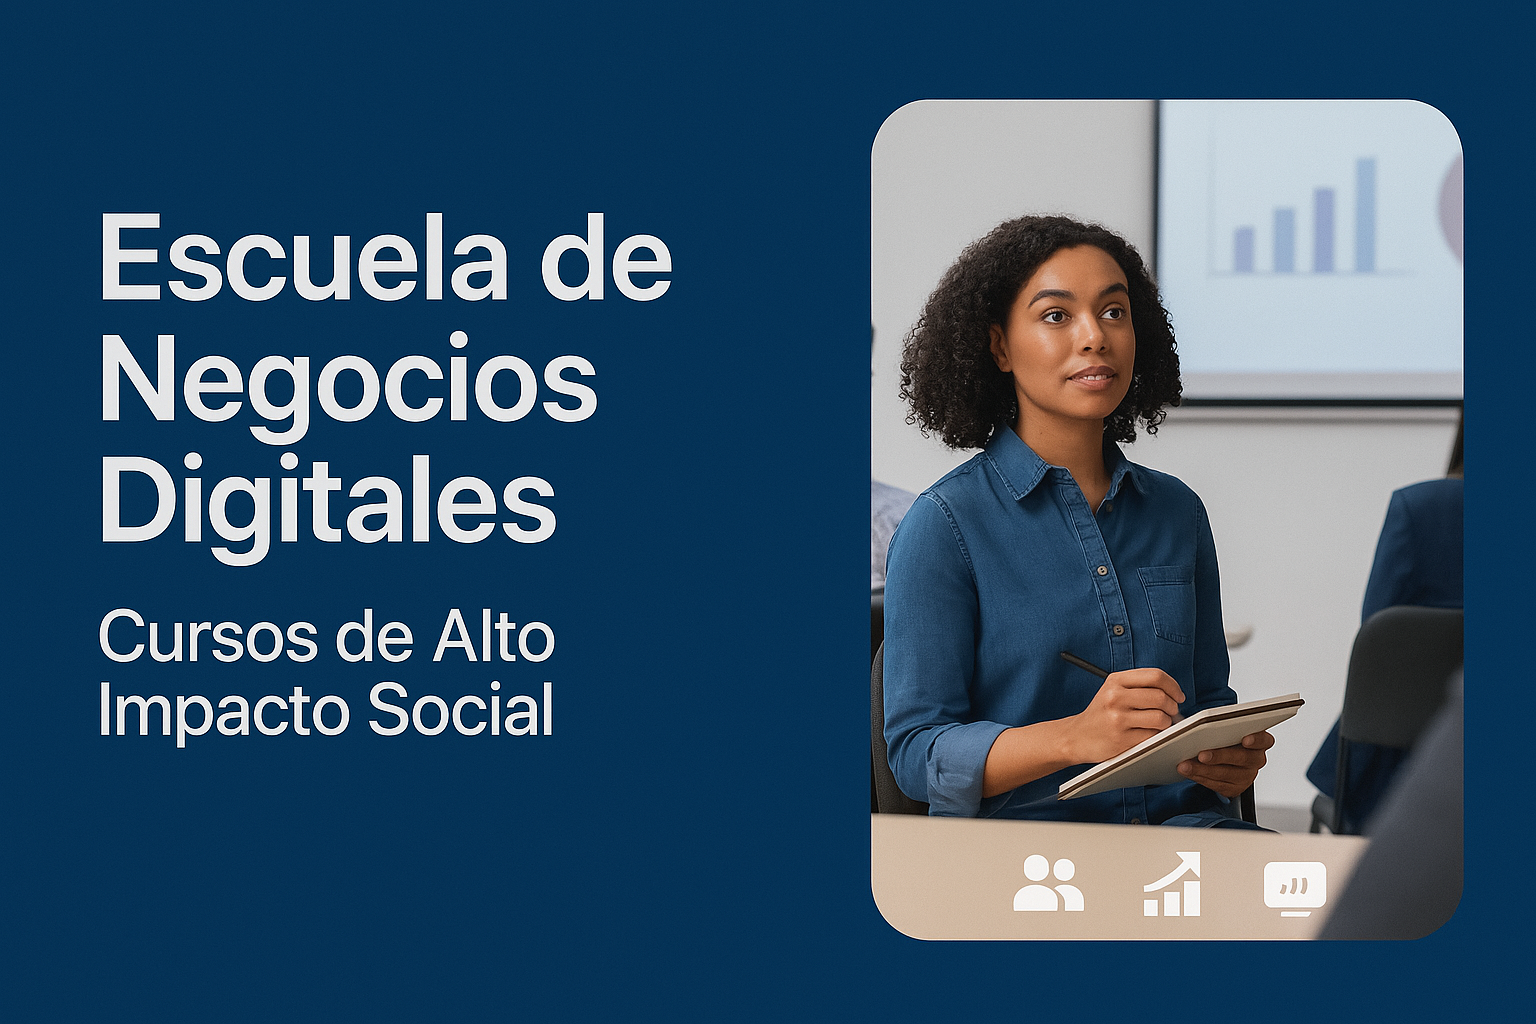 Escuela de
Negocios
Digitales
Cursos de Alto
Impacto Social